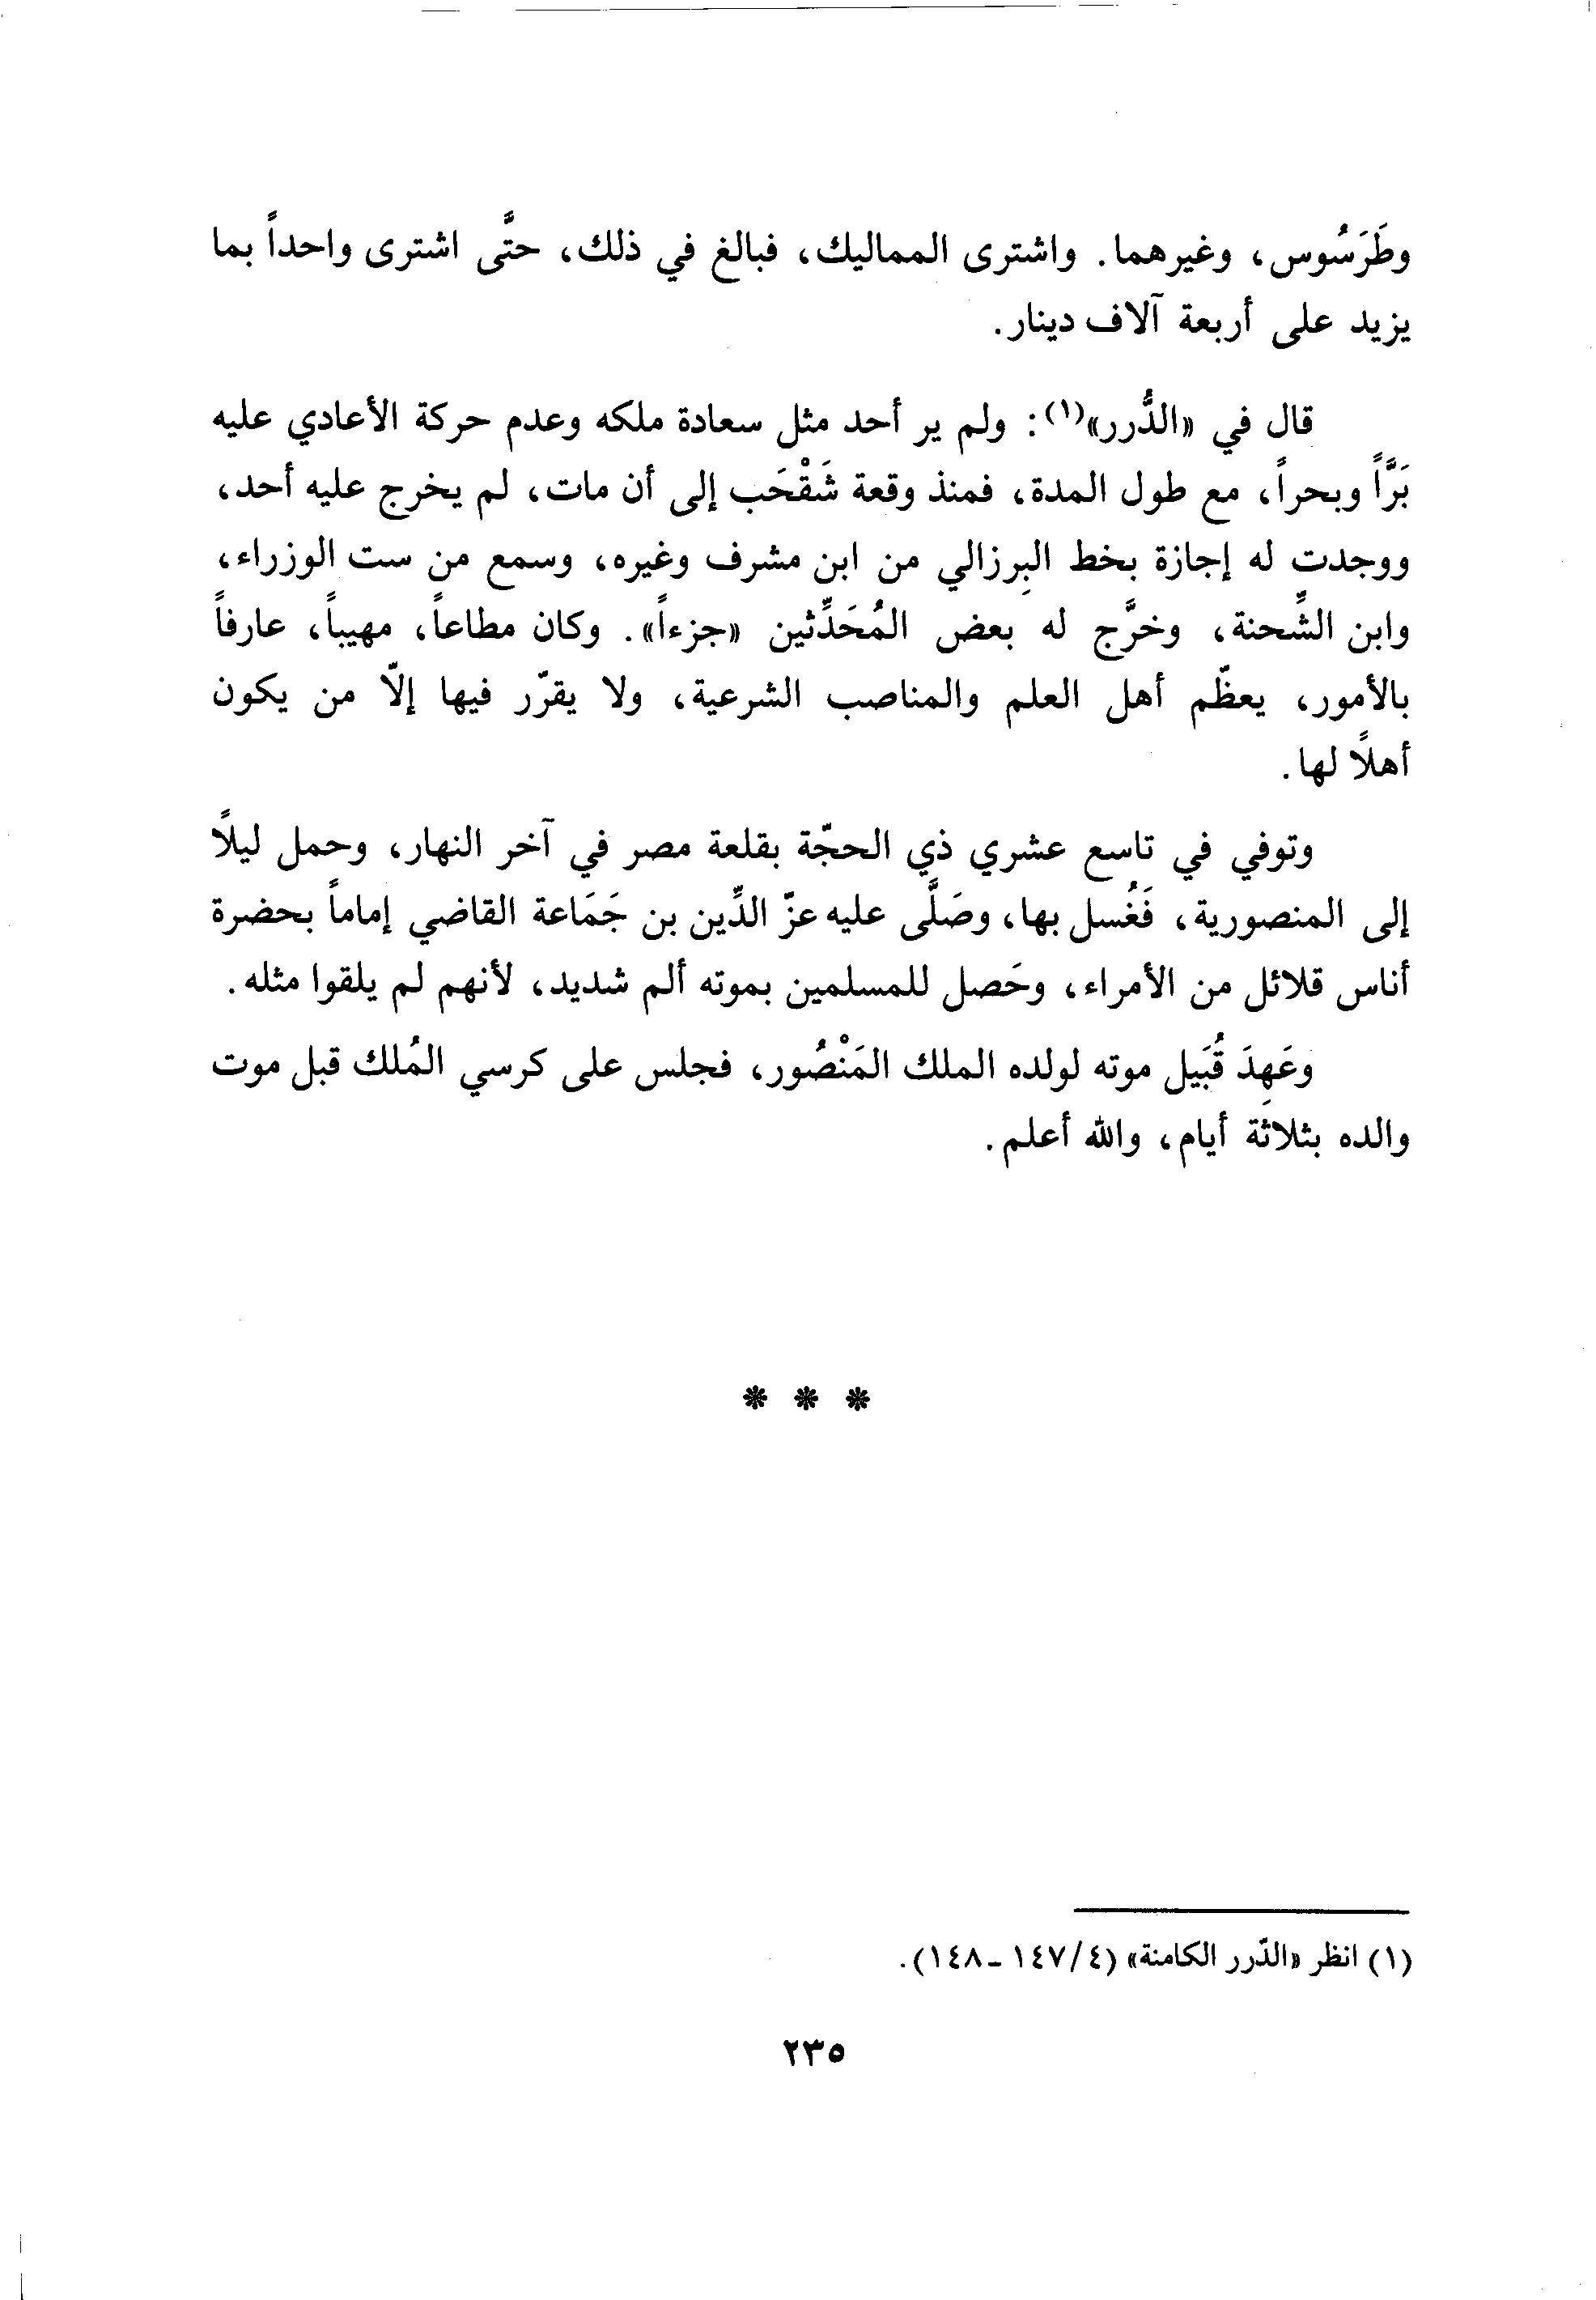 وطَرَسُوس، وغيرهما. واشترى المماليك، فبالغ في ذلك، حتَّى اشترى واحداً بما
يزيد على أربعة آلاف دينار.
قال في «الدُّرر»(١): ولم ير أحد مثل سعادة ملكه وعدم حركة الأعادي عليه
بَرَّاً وبحراً، مع طول المدة، فمنذ وقعة شَقْحَب إلى أن مات، لم يخرج عليه أحد،
ووجدت له إجازة بخط البِرزالي من ابن مشرف وغيره، وسمع من ست الوزراء،
وابن الشِّحنة، وخرَّج له بعض المُحَدِّثين «جزءاً». وكان مطاعاً، مهيباً، عارفاً
بالأمور، يعظّم أهل العلم والمناصب الشرعية، ولا يقرّر فيها إلّا من يكون
أهلًا لها.
وتوفي في تاسع عشري ذي الحجّة بقلعة مصر في آخر النهار، وحمل ليلًا
إلى المنصورية، فَغُسل بها، وصَلَّى عليه عزّ الدِّين بن جَمَاعة القاضي إماماً بحضرة
أناس قلائل من الأمراء، وحَصل للمسلمين بموته ألم شديد، لأنهم لم يلقوا مثله.
وعَهِدَ قُبَيل موته لولده الملك المَنْصُور، فجلس على كرسي المُلك قبل موت
والده بثلاثة أيام، والله أعلم.
* * *
(١) انظر «الدّرر الكامنة» (٤/١٤٧ - ١٤٨).
٢٣٥